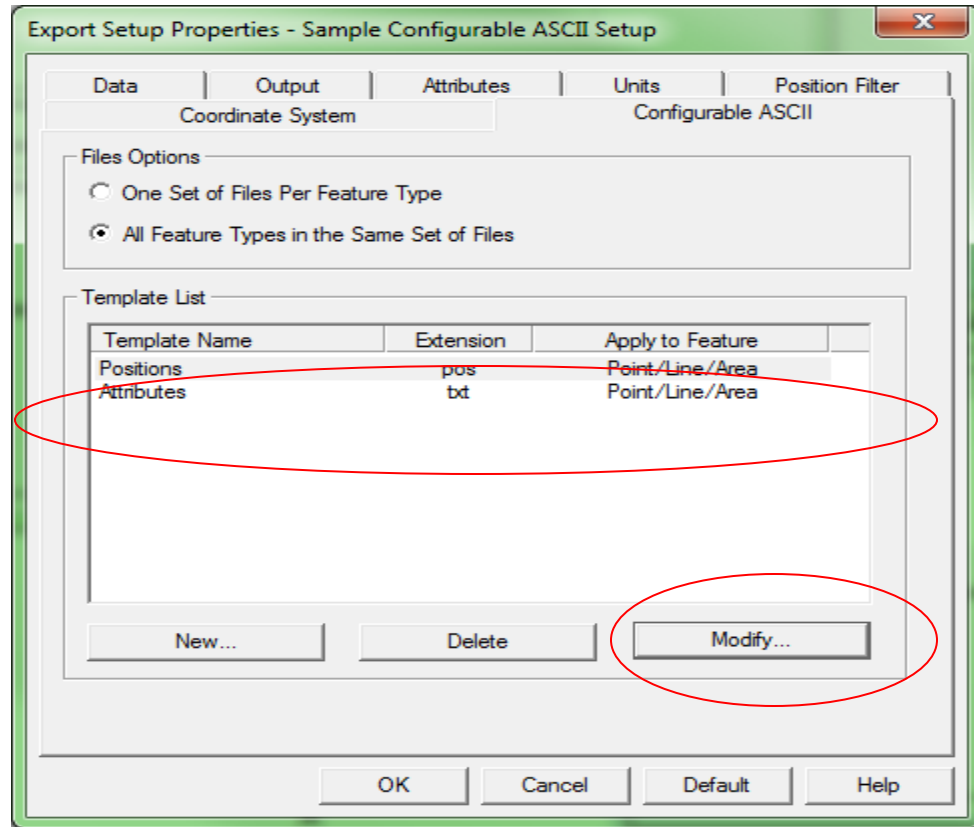 Export Setup Properties - Sample Configurable ASCII Setup
Data Output Attributes Units Position Filter
Coordinate System Configurable ASCII
Files Options
One Set of Files Per Feature Type
All Feature Types in the Same Set of Files
Template List
Template Name Extension Apply to Feature
Positions pos Point/Line/Area
Attributes txt Point/Line/Area
New... Delete Modify...
OK Cancel Default Help